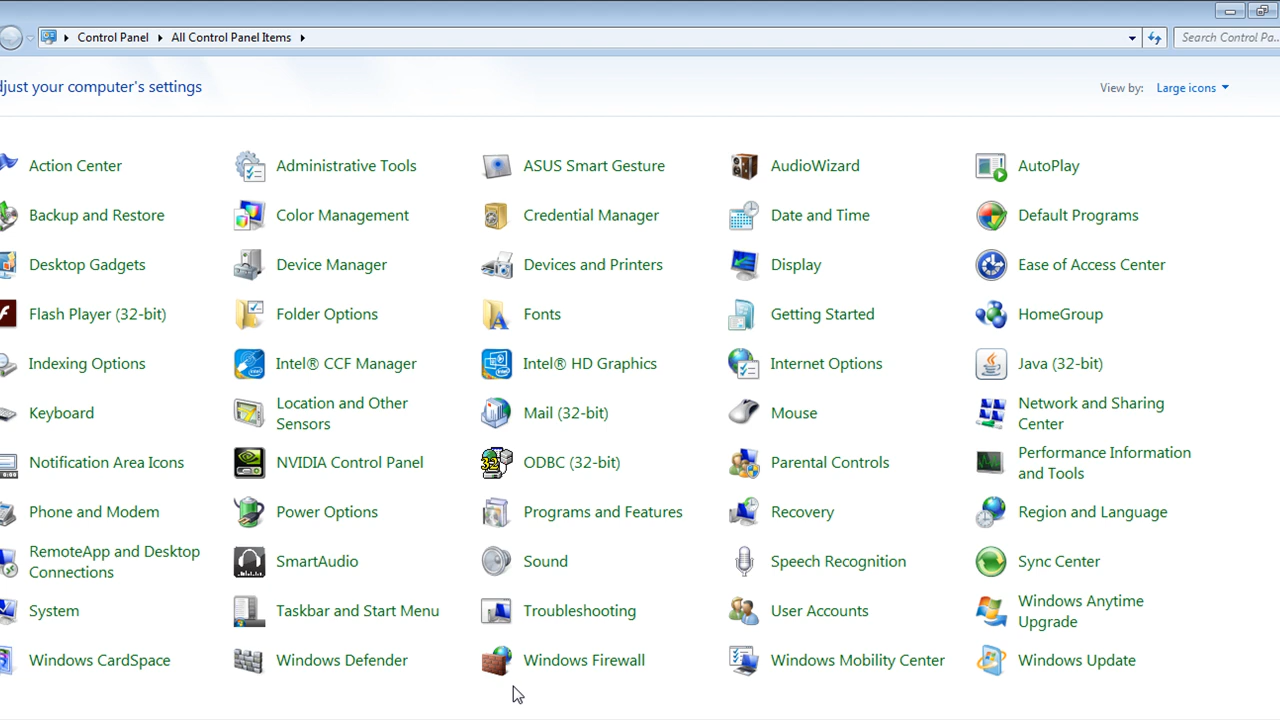 Control Panel All Control Panel Items Search Control Pa...
djust your computer's settings
View by: Large icons
Action Center
Administrative Tools
ASUS Smart Gesture
AudioWizard
AutoPlay
Backup and Restore
Color Management
Credential Manager
Date and Time
Default Programs
Desktop Gadgets
Device Manager
Devices and Printers
Display
Ease of Access Center
Flash Player (32-bit)
Folder Options
Fonts
Getting Started
HomeGroup
Indexing Options
Intel® CCF Manager
Intel® HD Graphics
Internet Options
Java (32-bit)
Keyboard
Location and Other
Sensors
Mail (32-bit)
Mouse
Network and Sharing
Center
Notification Area Icons
NVIDIA Control Panel
ODBC (32-bit)
Parental Controls
Performance Information
and Tools
Phone and Modem
Power Options
Programs and Features
Recovery
Region and Language
RemoteApp and Desktop
Connections
SmartAudio
Sound
Speech Recognition
Sync Center
System
Taskbar and Start Menu
Troubleshooting
User Accounts
Windows Anytime
Upgrade
Windows CardSpace
Windows Defender
Windows Firewall
Windows Mobility Center
Windows Update